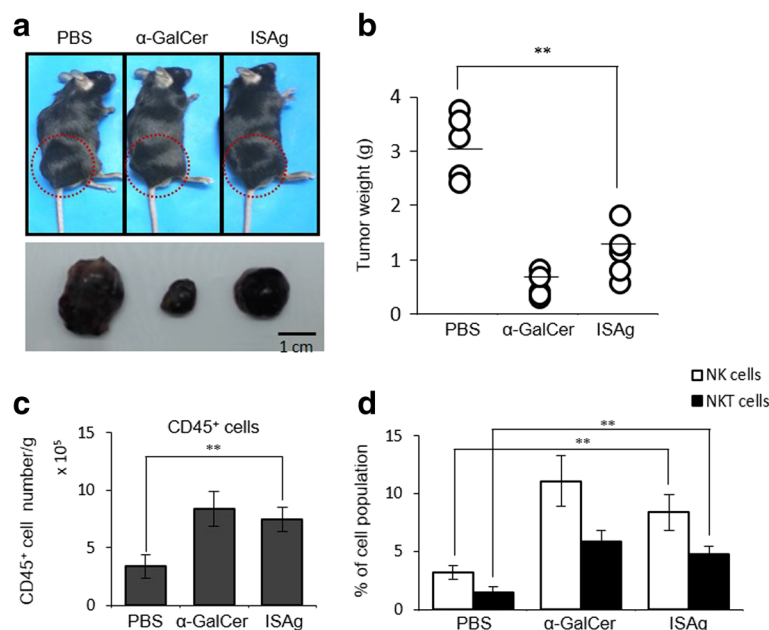 a
PBS α-GalCer ISAg
1 cm
b
**
Tumor weight (g)
4
3
2
1
0
PBS α-GalCer ISAg
c
CD45⁺ cells
CD45⁺ cell number/g
x 10⁵
15
10
5
0
**
PBS α-GalCer ISAg
d
NK cells
NKT cells
**
**
% of cell population
15
10
5
0
PBS α-GalCer ISAg